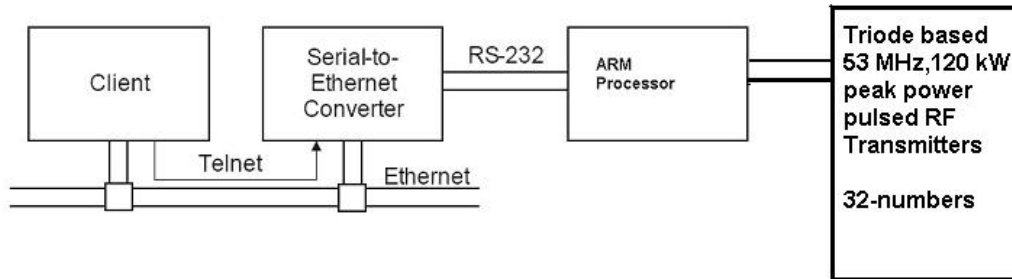 Client
Serial-to-
Ethernet
Converter
RS-232
ARM
Processor
Triode based
53 MHz,120 kW
peak power
pulsed RF
Transmitters
32-numbers
Telnet
Ethernet